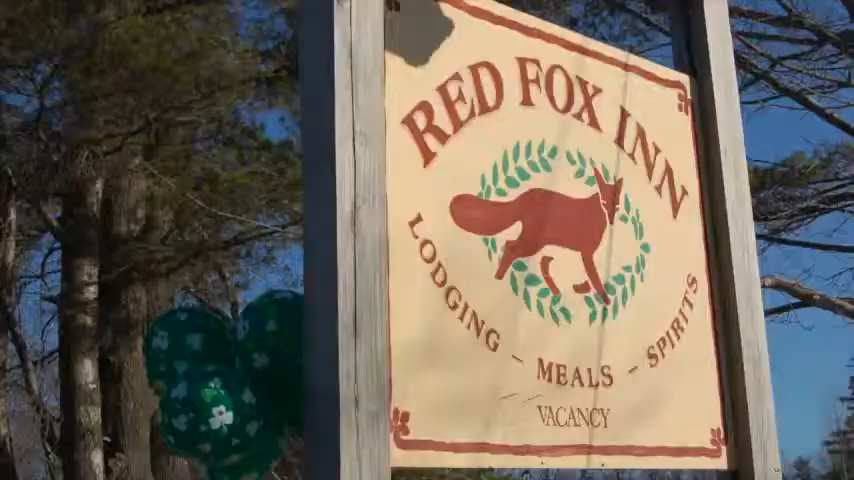 RED FOX INN
LODGING - MEALS - SPIRITS
VACANCY